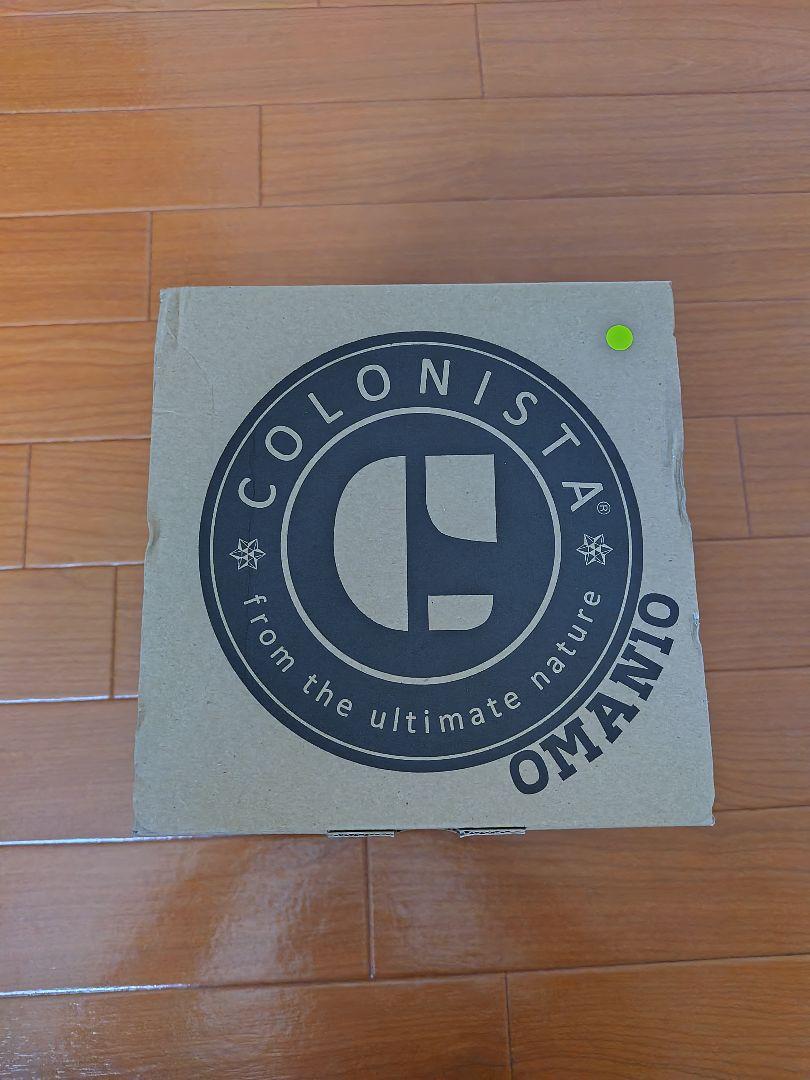 COLONISTA®
from the ultimate nature
OMANIO